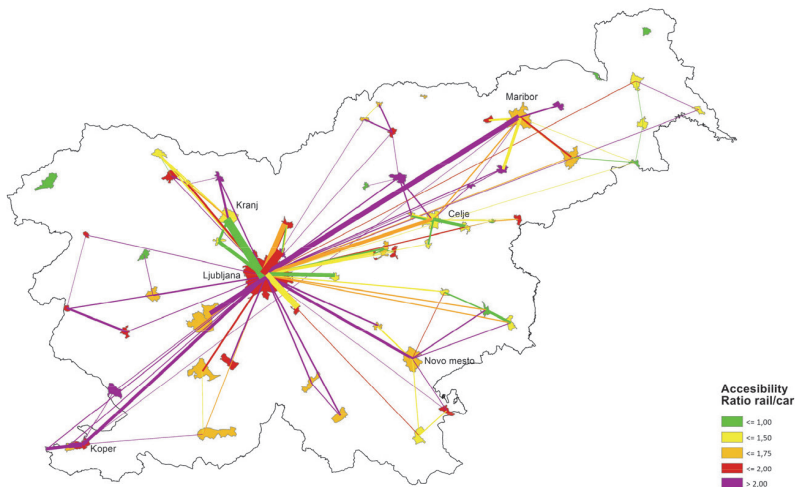 Maribor
Kranj
Celje
Ljubljana
Novo mesto
Koper
Accesibility
Ratio rail/car
<= 1,00
<= 1,50
<= 1,75
<= 2,00
> 2,00